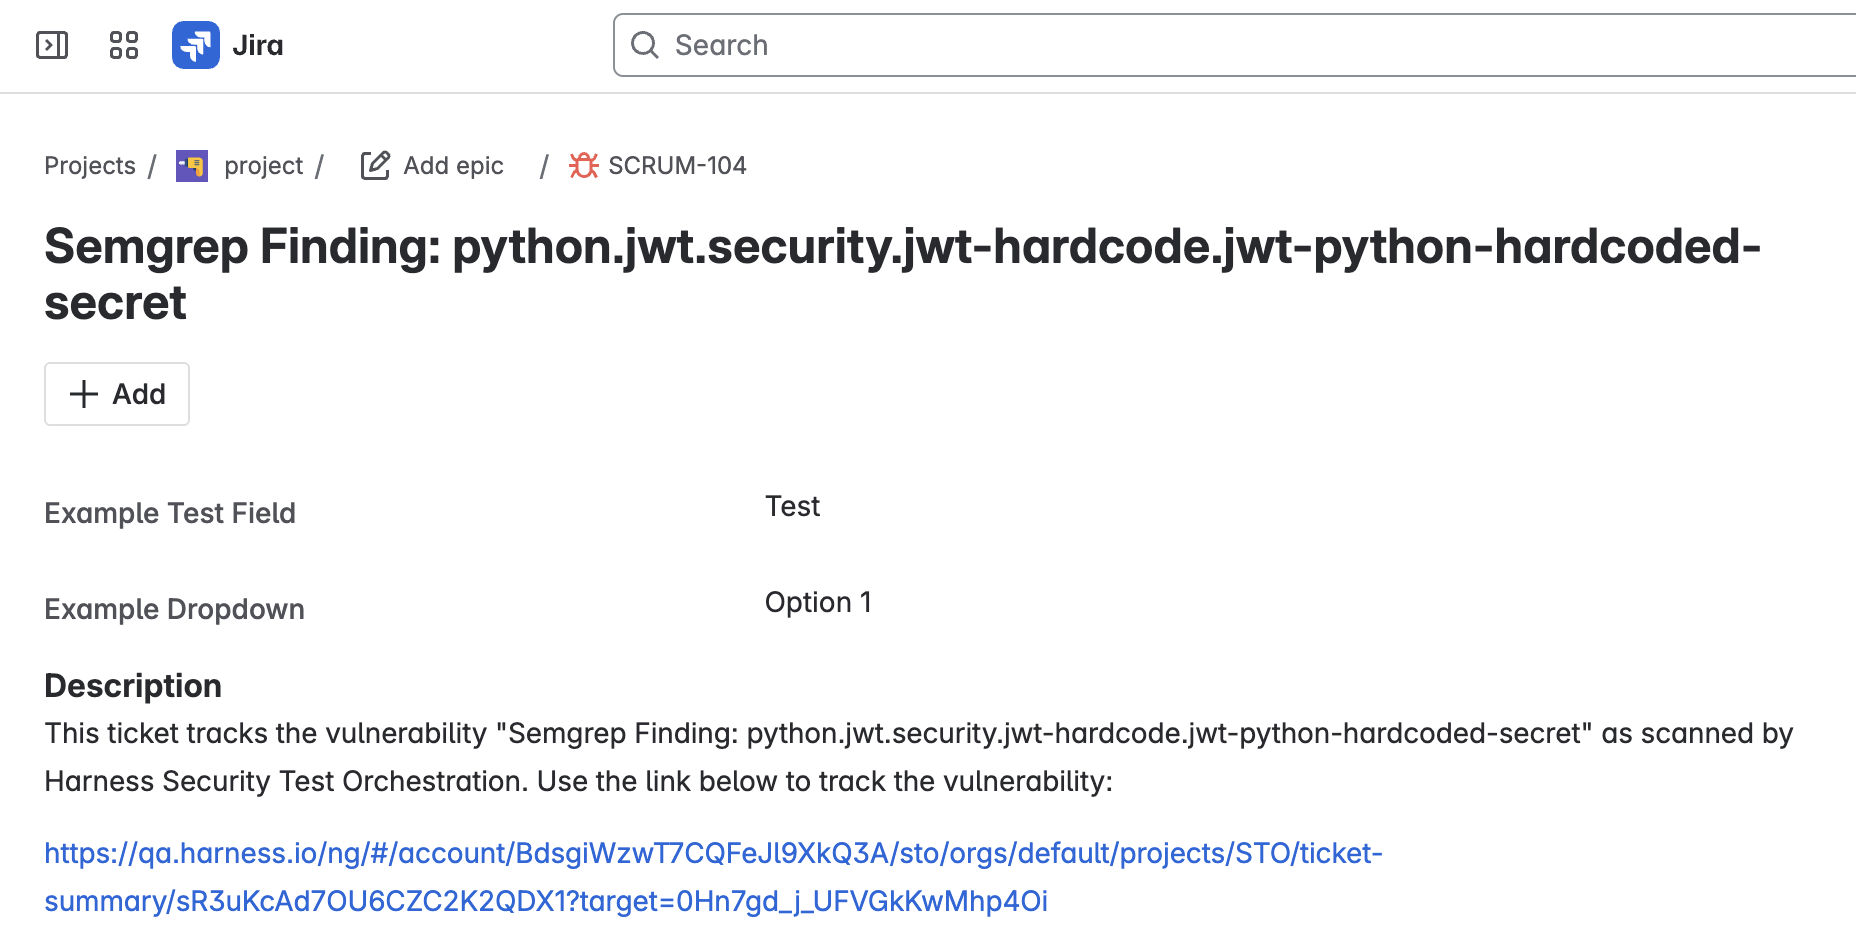 Jira
Search
Projects / project / Add epic / SCRUM-104
Semgrep Finding: python.jwt.security.jwt-hardcode.jwt-python-hardcoded-
secret
Add
Example Test Field
Test
Example Dropdown
Option 1
Description
This ticket tracks the vulnerability "Semgrep Finding: python.jwt.security.jwt-hardcode.jwt-python-hardcoded-secret" as scanned by
Harness Security Test Orchestration. Use the link below to track the vulnerability:
https://qa.harness.io/ng/#/account/BdsgiWzwT7CQFeJl9XkQ3A/sto/orgs/default/projects/STO/ticket-
summary/sR3uKcAd7OU6CZC2K2QDX1?target=0Hn7gd_j_UFVGkKwMhp4Oi